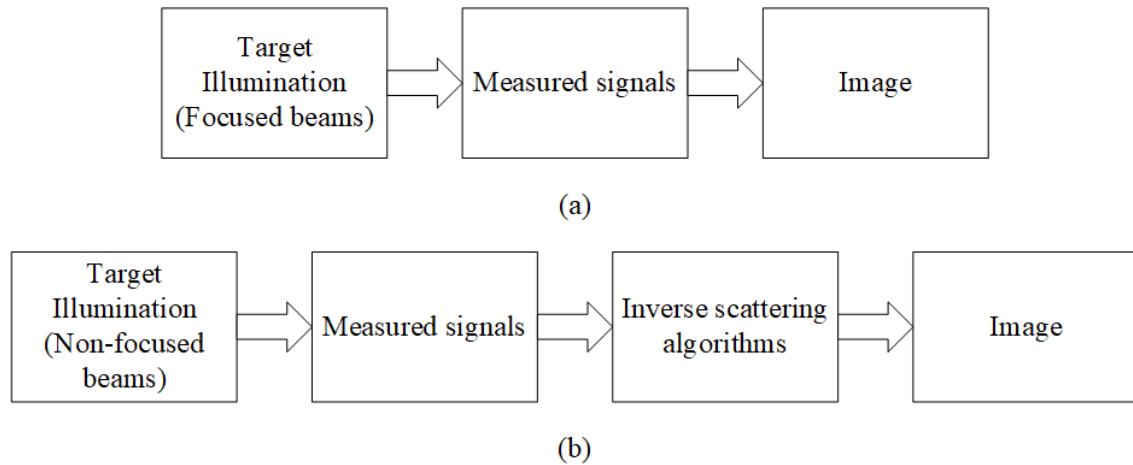 Target
Illumination
(Focused beams)
Measured signals
Image
(a)
Target
Illumination
(Non-focused
beams)
Measured signals
Inverse scattering
algorithms
Image
(b)